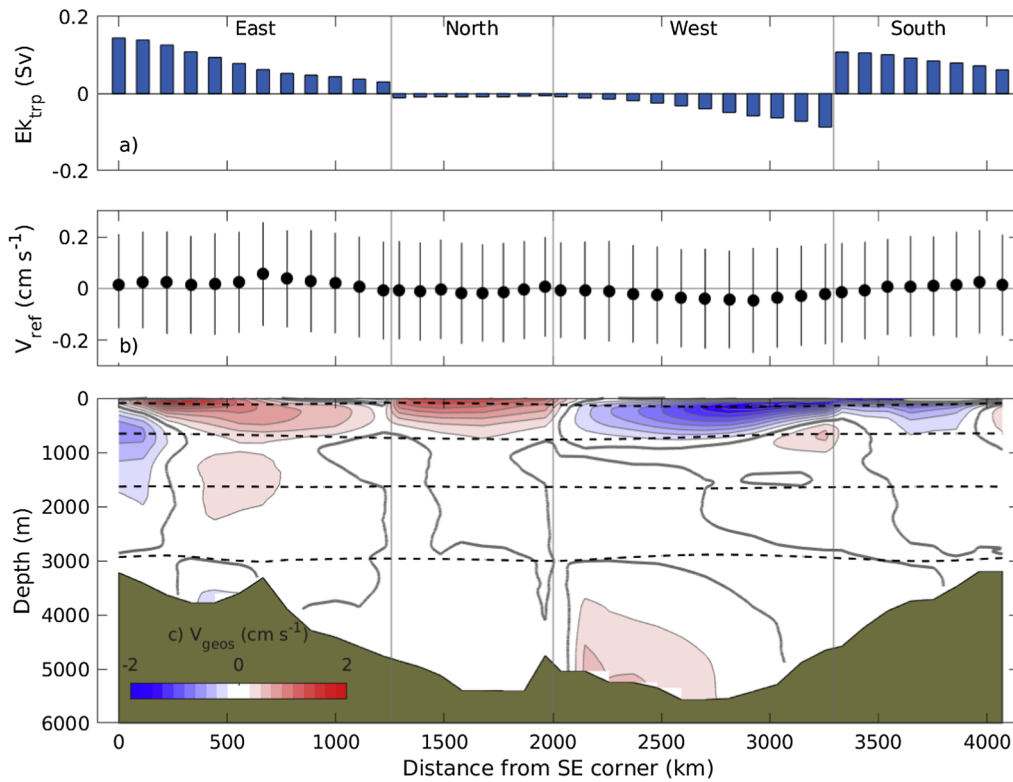 East North West South
0.2
0
-0.2
Ek_trp (Sv)
a)
0.2
0
-0.2
V_ref (cm s⁻¹)
b)
0
1000
2000
3000
4000
5000
6000
Depth (m)
c) V_geos (cm s⁻¹)
-2 0 2
0 500 1000 1500 2000 2500 3000 3500 4000
Distance from SE corner (km)